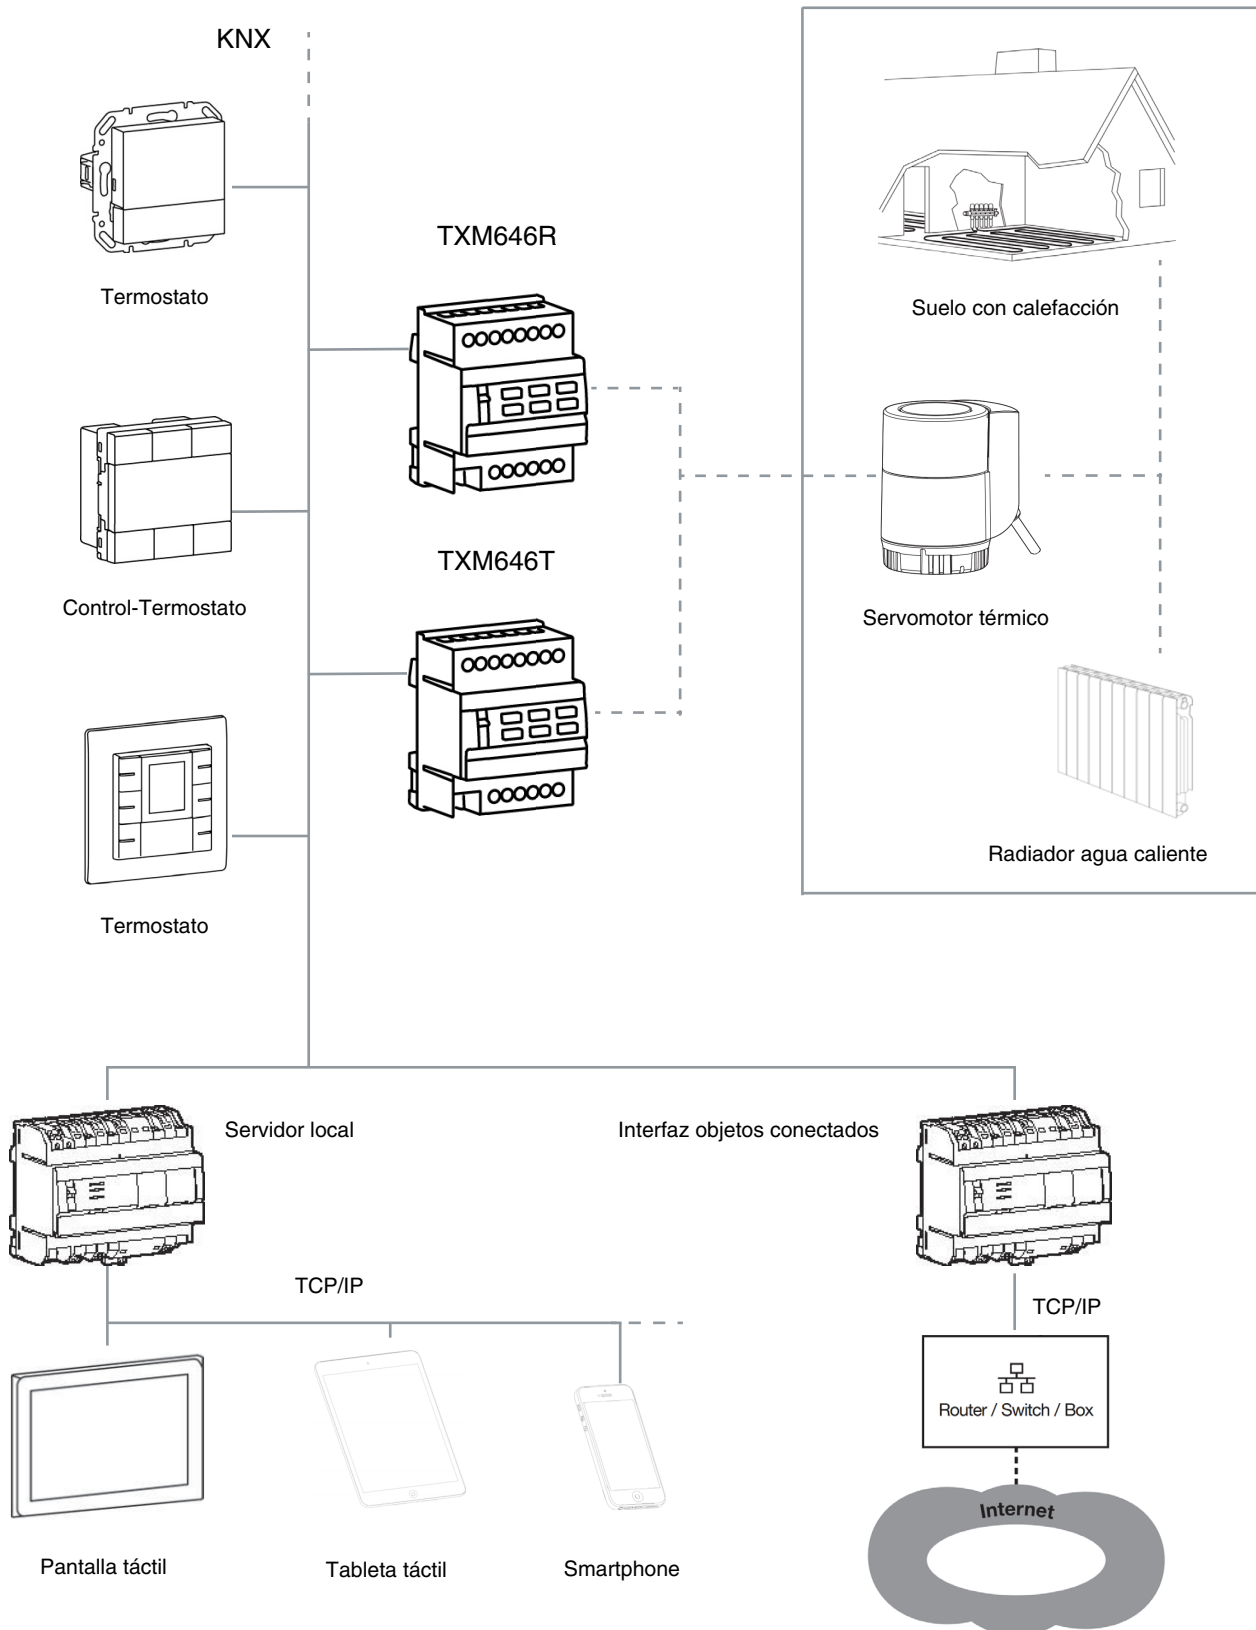 KNX
Termostato
TXM646R
Suelo con calefacción
Control-Termostato
TXM646T
Servomotor térmico
Termostato
Radiador agua caliente
Servidor local
Interfaz objetos conectados
TCP/IP
TCP/IP
Router / Switch / Box
Internet
Pantalla táctil
Tableta táctil
Smartphone